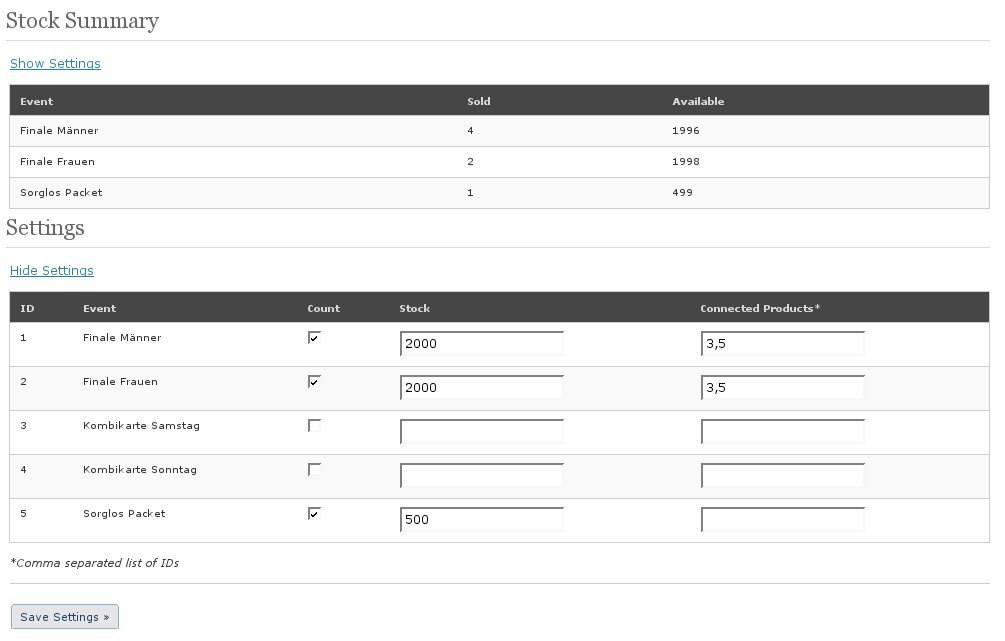 Stock Summary
Show Settings
Event Sold Available
Finale Männer 4 1996
Finale Frauen 2 1998
Sorglos Packet 1 499
Settings
Hide Settings
ID Event Count Stock Connected Products*
1 Finale Männer 2000 3,5
2 Finale Frauen 2000 3,5
3 Kombikarte Samstag
4 Kombikarte Sonntag
5 Sorglos Packet 500
*Comma separated list of IDs
Save Settings »